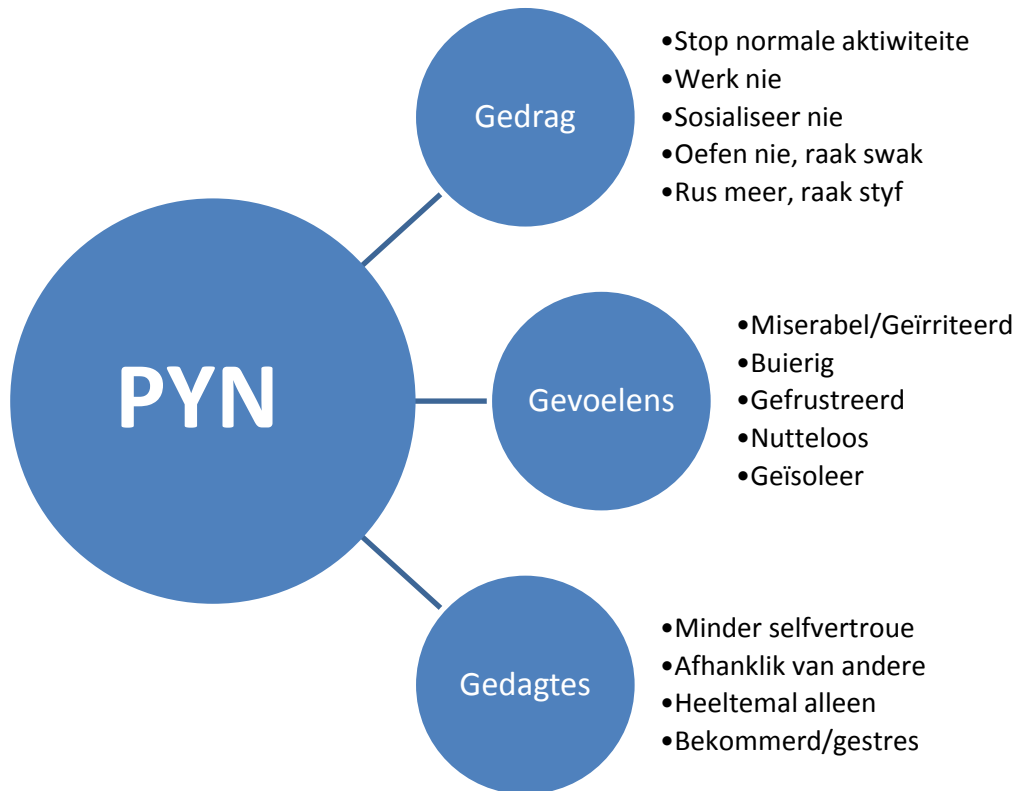 PYN
Gedrag
•Stop normale aktiwiteite
•Werk nie
•Sosialiseer nie
•Oefen nie, raak swak
•Rus meer, raak styf
Gevoelens
•Miserabel/Geïrriteerd
•Buierig
•Gefrustreerd
•Nutteloos
•Geïsoleer
Gedagtes
•Minder selfvertroue
•Afhanklik van andere
•Heeltemal alleen
•Bekommerd/gestres